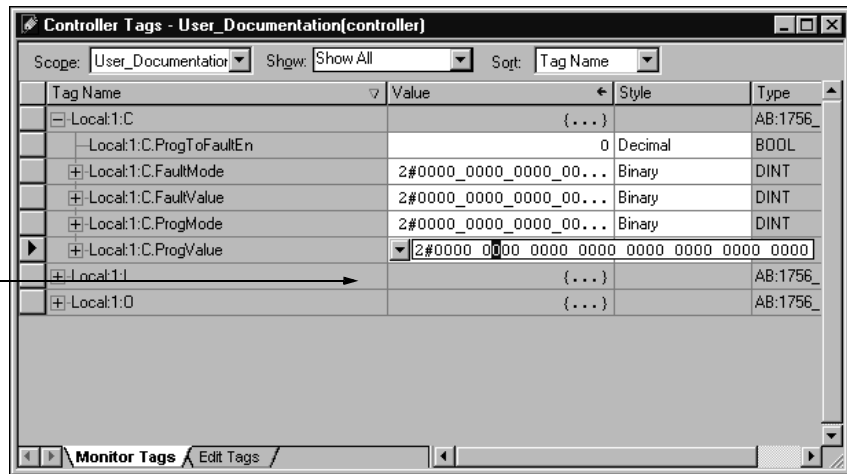 Controller Tags - User_Documentation(controller)
Scope: User_Documentation Show: Show All Sort: Tag Name
Tag Name Value Style Type
Local:1:C {...} AB:1756_
Local:1:C.ProgToFaultEn 0 Decimal BOOL
Local:1:C.FaultMode 2#0000_0000_0000_00... Binary DINT
Local:1:C.FaultValue 2#0000_0000_0000_00... Binary DINT
Local:1:C.ProgMode 2#0000_0000_0000_00... Binary DINT
Local:1:C.ProgValue 2#0000 0000 0000 0000 0000 0000 0000 0000
Local:1:I {...} AB:1756_
Local:1:O {...} AB:1756_
Monitor Tags Edit Tags